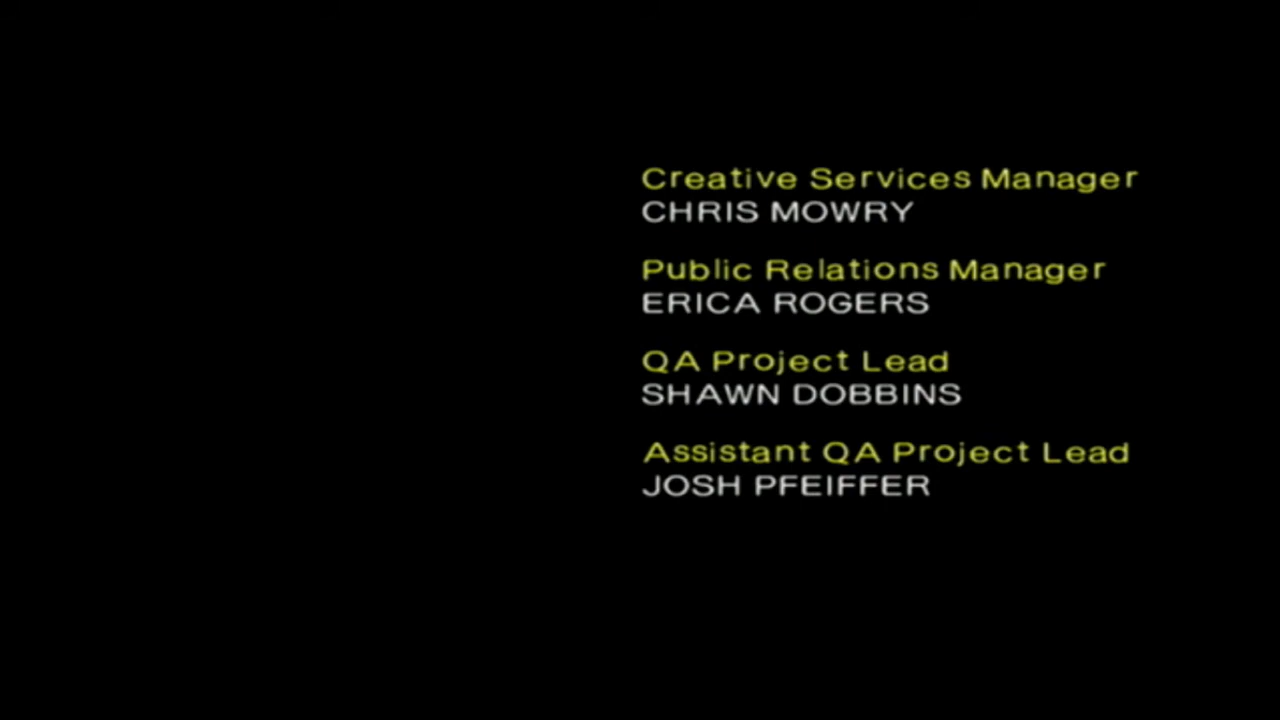 Creative Services Manager
CHRIS MOWRY
Public Relations Manager
ERICA ROGERS
QA Project Lead
SHAWN DOBBINS
Assistant QA Project Lead
JOSH PFEIFFER